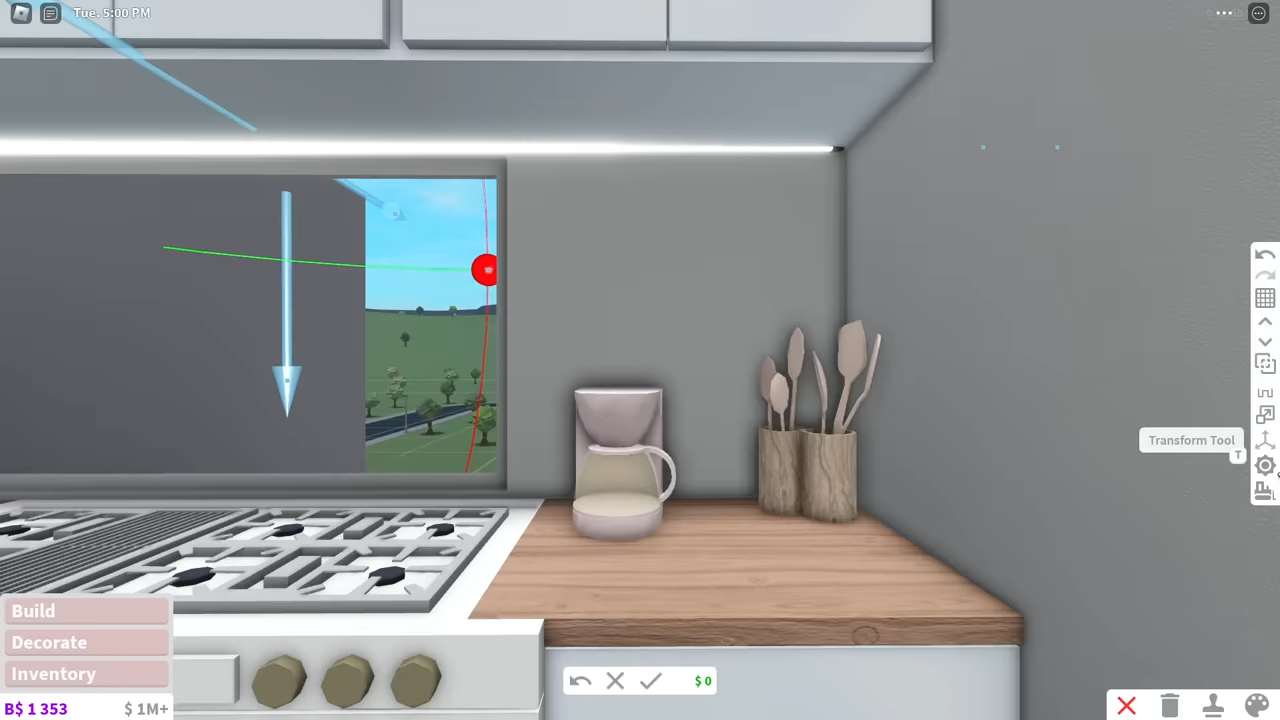 Tue. 5:00 PM
Transform Tool
T
Build
Decorate
Inventory
B$ 1 353
$ 1M+
$ 0